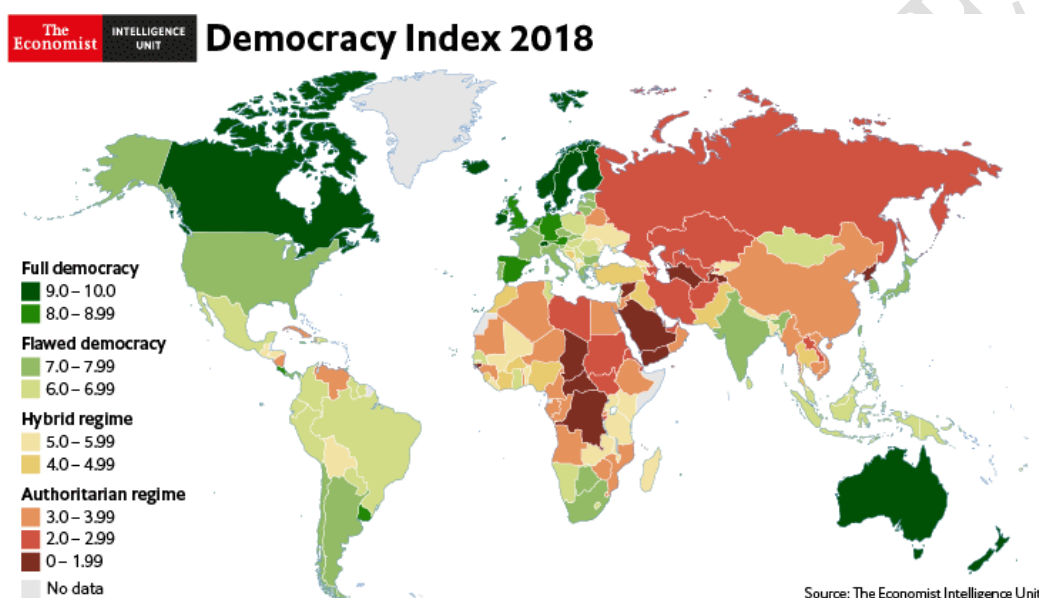 The
Economist
INTELLIGENCE
UNIT
Democracy Index 2018
Full democracy
9.0 – 10.0
8.0 – 8.99
Flawed democracy
7.0 – 7.99
6.0 – 6.99
Hybrid regime
5.0 – 5.99
4.0 – 4.99
Authoritarian regime
3.0 – 3.99
2.0 – 2.99
0 – 1.99
No data
Source: The Economist Intelligence Unit